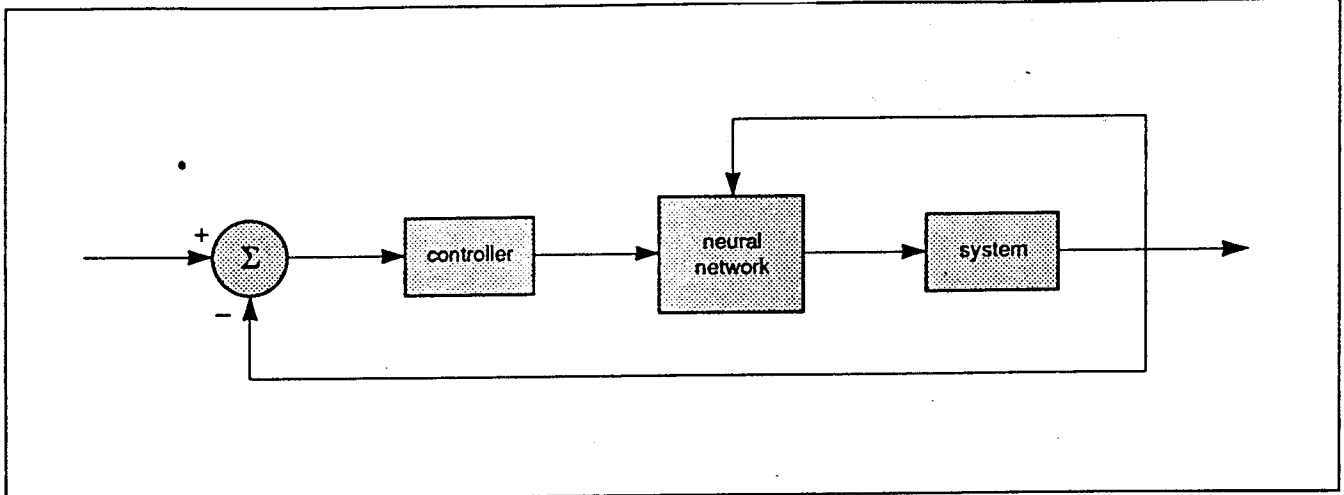 +
Σ
−
controller
neural
network
system